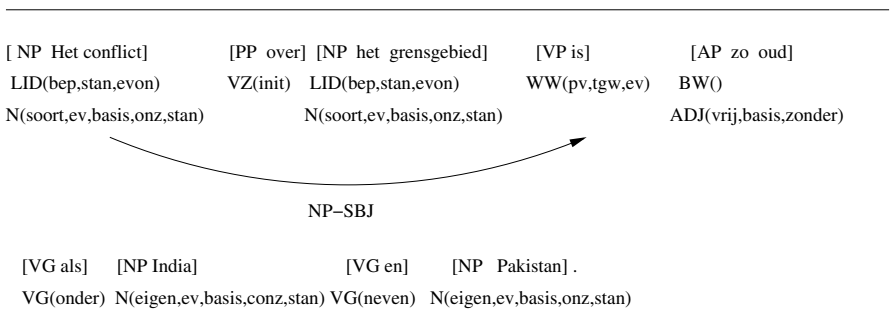 [ NP Het conflict] [PP over] [NP het grensgebied] [VP is] [AP zo oud]
LID(bep,stan,evon) VZ(init) LID(bep,stan,evon) WW(pv,tgw,ev) BW()
N(soort,ev,basis,onz,stan) N(soort,ev,basis,onz,stan) ADJ(vrij,basis,zonder)
NP−SBJ
[VG als] [NP India] [VG en] [NP Pakistan] .
VG(onder) N(eigen,ev,basis,conz,stan) VG(neven) N(eigen,ev,basis,onz,stan)